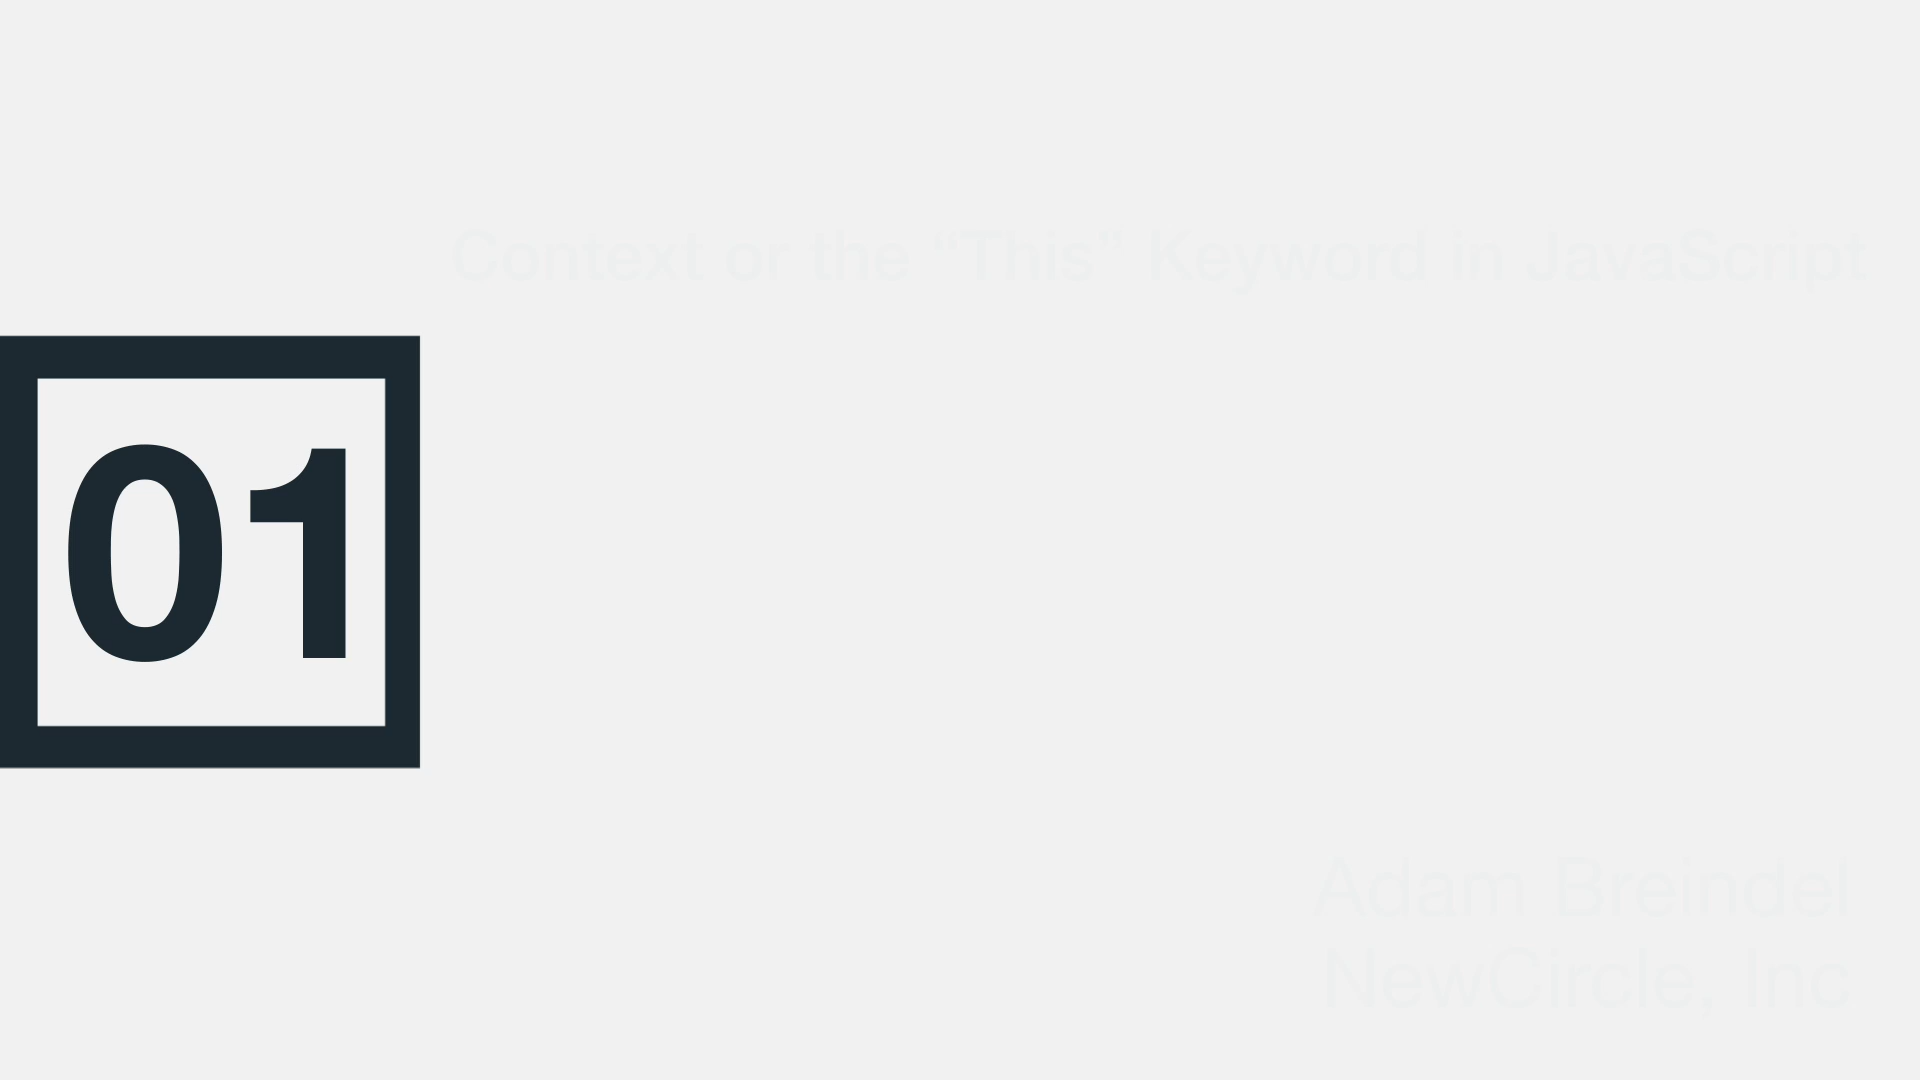 Context or the "This" Keyword in JavaScript
01
Adam Breindel
NewCircle, Inc